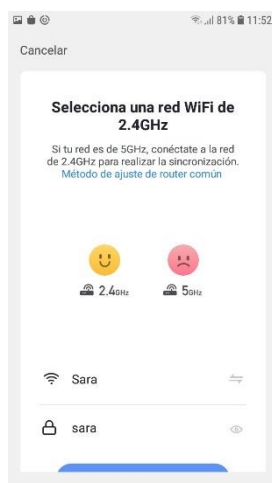 81% 11:52
Cancelar
Selecciona una red WiFi de
2.4GHz
Si tu red es de 5GHz, conéctate a la red
de 2.4GHz para realizar la sincronización.
Método de ajuste de router común
2.4GHz 5GHz
Sara
sara